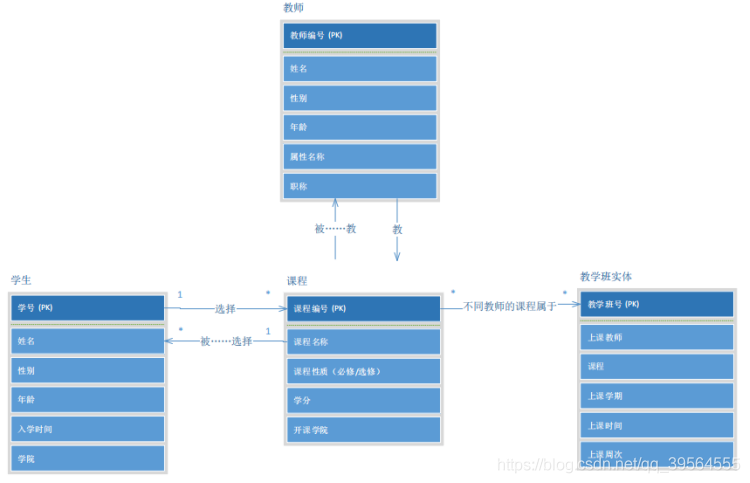 教师
教师编号 (PK)
姓名
性别
年龄
属性名称
职称
被……教
教
学生
学号 (PK)
姓名
性别
年龄
入学时间
学院
1
选择
*
*
被……选择
1
课程
课程编号 (PK)
课程名称
课程性质（必修/选修）
学分
开课学院
*
不同教师的课程属于
*
教学班实体
教学班号 (PK)
上课教师
课程
上课学期
上课时间
上课周次
https://blog.csdn.net/qq_39564555